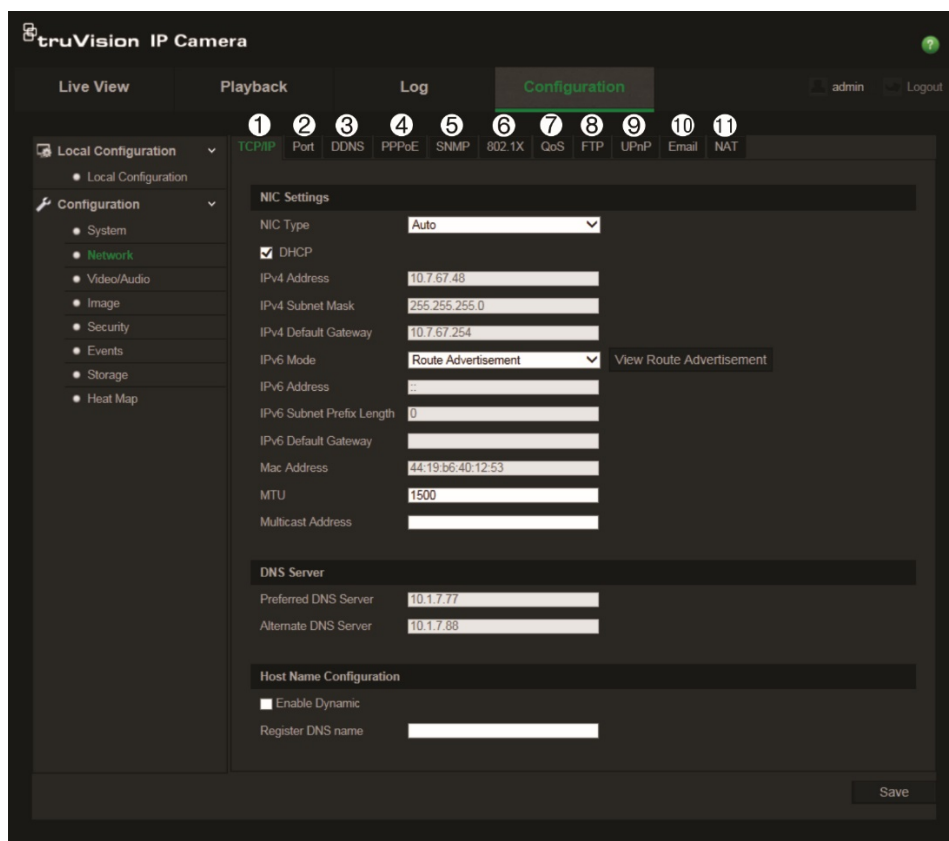 truVision IP Camera
?
Live View Playback Log Configuration admin Logout
1 2 3 4 5 6 7 8 9 10 11
TCP/IP Port DDNS PPPoE SNMP 802.1X QoS FTP UPnP Email NAT
Local Configuration
Local Configuration
Configuration
System
Network
Video/Audio
Image
Security
Events
Storage
Heat Map
NIC Settings
NIC Type Auto
DHCP
IPv4 Address 10.7.67.48
IPv4 Subnet Mask 255.255.255.0
IPv4 Default Gateway 10.7.67.254
IPv6 Mode Route Advertisement View Route Advertisement
IPv6 Address ::
IPv6 Subnet Prefix Length 0
IPv6 Default Gateway
Mac Address 44:19:b6:40:12:53
MTU 1500
Multicast Address
DNS Server
Preferred DNS Server 10.1.7.77
Alternate DNS Server 10.1.7.88
Host Name Configuration
Enable Dynamic
Register DNS name
Save